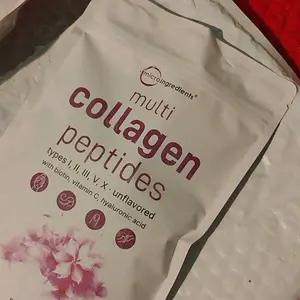 microingredients®
multi
collagen
peptides
types I, II, III, V, X · unflavored
with biotin, vitamin C, hyaluronic acid